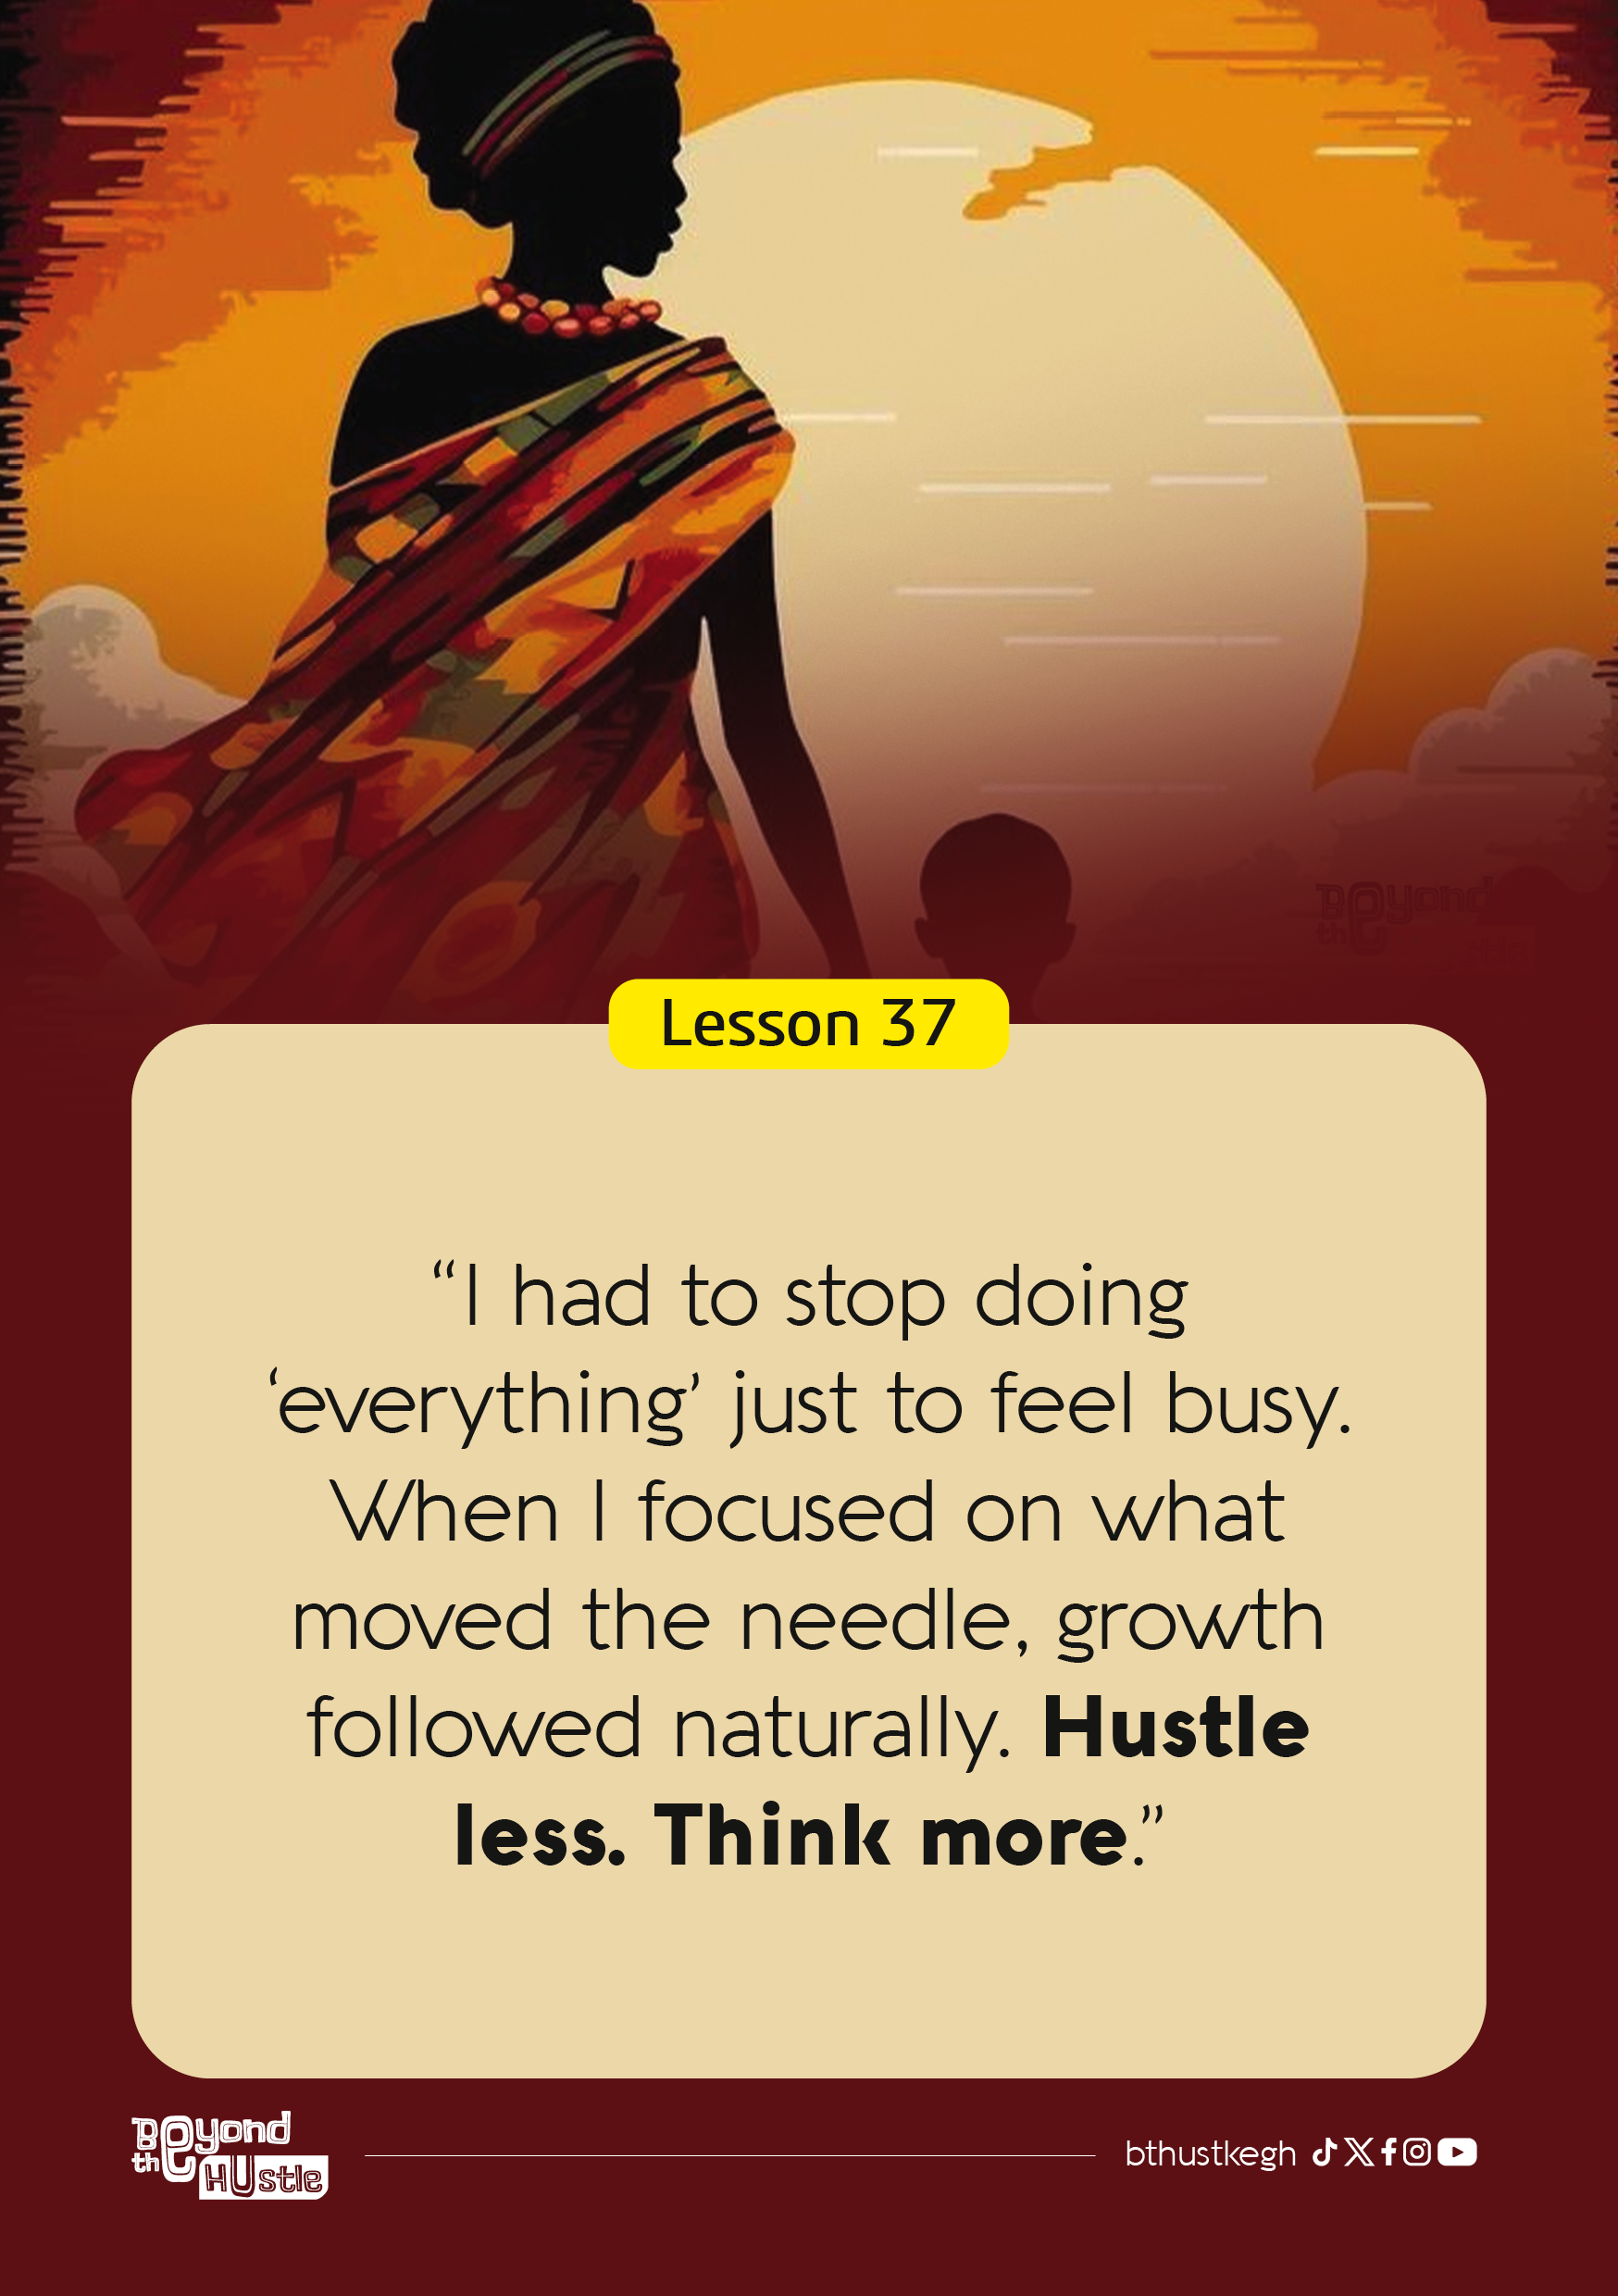 Beyond
the
Lesson 37
“I had to stop doing
‘everything’ just to feel busy.
When I focused on what
moved the needle, growth
followed naturally. Hustle
less. Think more.”
Beyond
the HUstle
bthustkegh